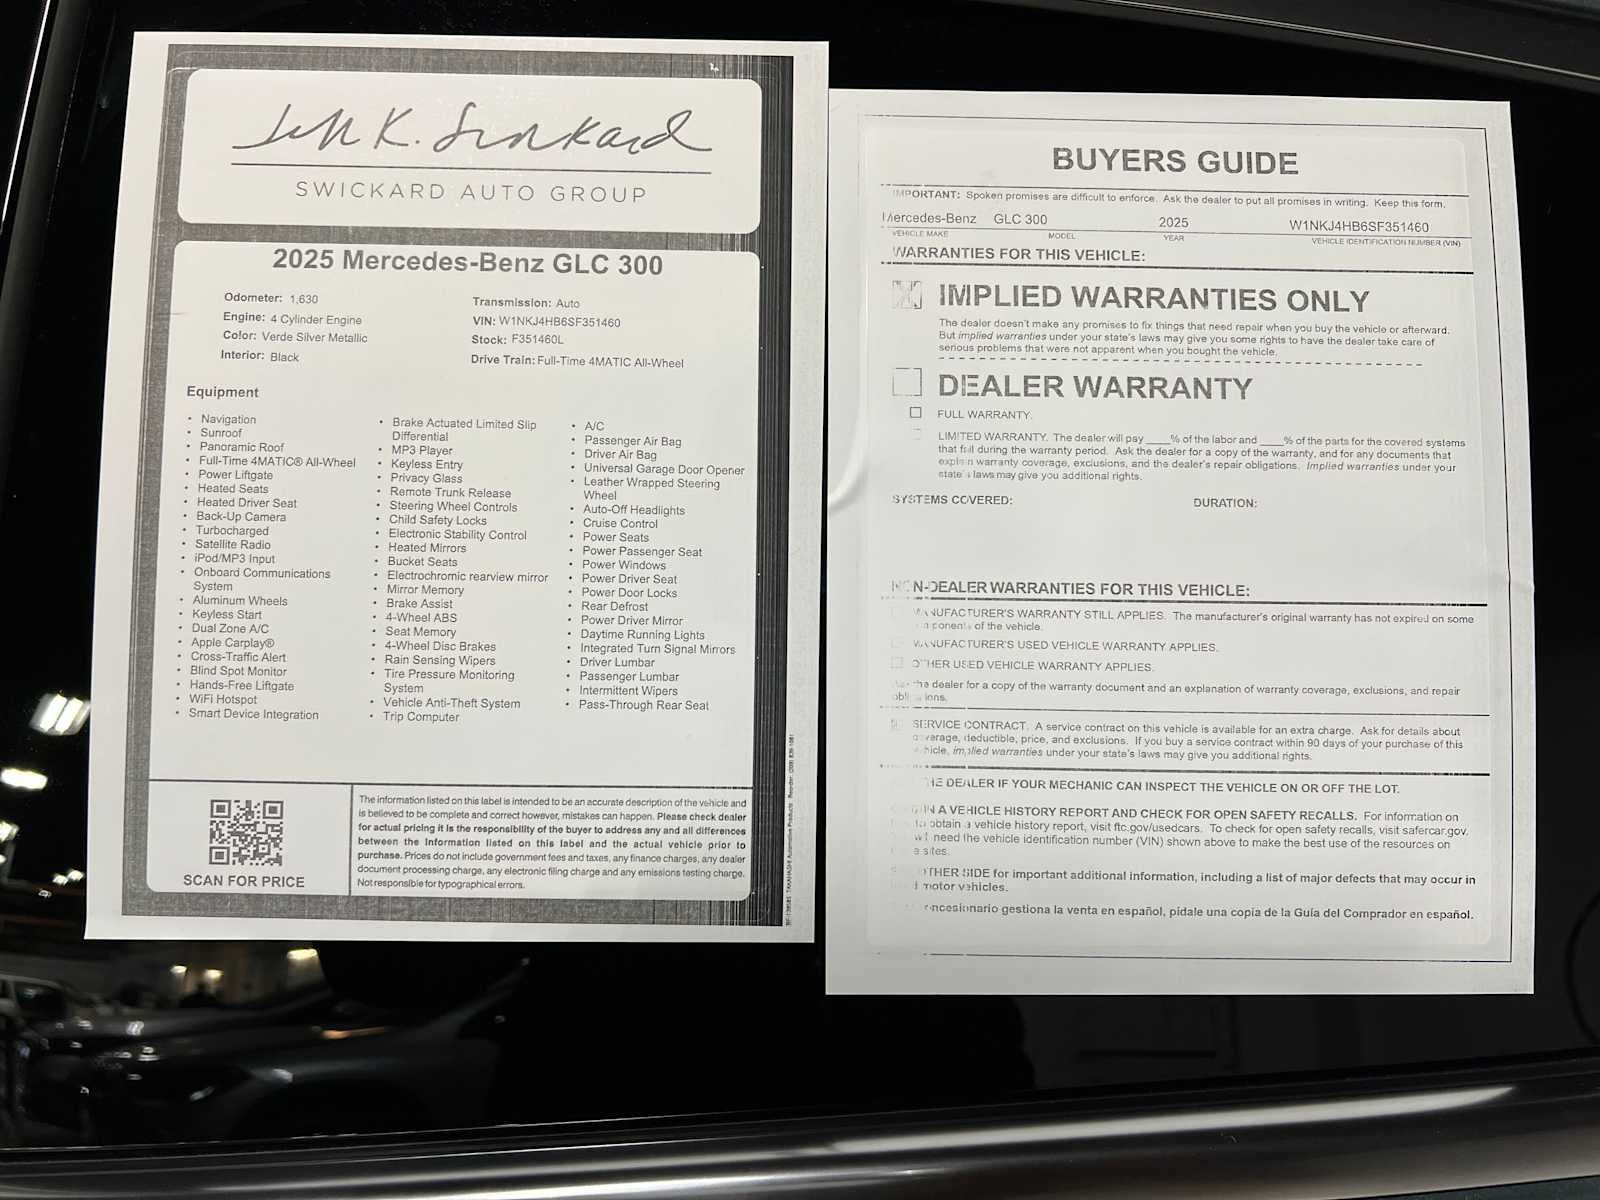 SWICKARD AUTO GROUP
2025 Mercedes-Benz GLC 300
Odometer: 1,630
Engine: 4 Cylinder Engine
Color: Verde Silver Metallic
Interior: Black
Transmission: Auto
VIN: W1NKJ4HB6SF351460
Stock: F351460L
Drive Train: Full-Time 4MATIC All-Wheel
Equipment
• Navigation
• Sunroof
• Panoramic Roof
• Full-Time 4MATIC® All-Wheel
• Power Liftgate
• Heated Seats
• Heated Driver Seat
• Back-Up Camera
• Turbocharged
• Satellite Radio
• iPod/MP3 Input
• Onboard Communications
System
• Aluminum Wheels
• Keyless Start
• Dual Zone A/C
• Apple Carplay®
• Cross-Traffic Alert
• Blind Spot Monitor
• Hands-Free Liftgate
• WiFi Hotspot
• Smart Device Integration
• Brake Actuated Limited Slip
Differential
• MP3 Player
• Keyless Entry
• Privacy Glass
• Remote Trunk Release
• Steering Wheel Controls
• Child Safety Locks
• Electronic Stability Control
• Heated Mirrors
• Bucket Seats
• Electrochromic rearview mirror
• Mirror Memory
• Brake Assist
• 4-Wheel ABS
• Seat Memory
• 4-Wheel Disc Brakes
• Rain Sensing Wipers
• Tire Pressure Monitoring
System
• Vehicle Anti-Theft System
• Trip Computer
• A/C
• Passenger Air Bag
• Driver Air Bag
• Universal Garage Door Opener
• Leather Wrapped Steering
Wheel
• Auto-Off Headlights
• Cruise Control
• Power Seats
• Power Passenger Seat
• Power Windows
• Power Driver Seat
• Power Door Locks
• Rear Defrost
• Power Driver Mirror
• Daytime Running Lights
• Integrated Turn Signal Mirrors
• Driver Lumbar
• Passenger Lumbar
• Intermittent Wipers
• Pass-Through Rear Seat
SCAN FOR PRICE
The information listed on this label is intended to be an accurate description of the vehicle and
is believed to be complete and correct however, mistakes can happen. Please check dealer
for actual pricing it is the responsibility of the buyer to address any and all differences
between the information listed on this label and the actual vehicle prior to
purchase. Prices do not include government fees and taxes, any finance charges, any dealer
document processing charge, any electronic filing charge and any emissions testing charge.
Not responsible for typographical errors.
BUYERS GUIDE
IMPORTANT: Spoken promises are difficult to enforce. Ask the dealer to put all promises in writing. Keep this form.
Mercedes-Benz GLC 300 2025 W1NKJ4HB6SF351460
VEHICLE MAKE MODEL YEAR VEHICLE IDENTIFICATION NUMBER (VIN)
WARRANTIES FOR THIS VEHICLE:
IMPLIED WARRANTIES ONLY
The dealer doesn't make any promises to fix things that need repair when you buy the vehicle or afterward.
But implied warranties under your state's laws may give you some rights to have the dealer take care of
serious problems that were not apparent when you bought the vehicle.
DEALER WARRANTY
FULL WARRANTY.
LIMITED WARRANTY. The dealer will pay ____% of the labor and ____% of the parts for the covered systems
that fail during the warranty period. Ask the dealer for a copy of the warranty, and for any documents that
explain warranty coverage, exclusions, and the dealer's repair obligations. Implied warranties under your
state's laws may give you additional rights.
SYSTEMS COVERED: DURATION:
NON-DEALER WARRANTIES FOR THIS VEHICLE:
MANUFACTURER'S WARRANTY STILL APPLIES. The manufacturer's original warranty has not expired on some
components of the vehicle.
MANUFACTURER'S USED VEHICLE WARRANTY APPLIES.
OTHER USED VEHICLE WARRANTY APPLIES.
the dealer for a copy of the warranty document and an explanation of warranty coverage, exclusions, and repair
obligations.
SERVICE CONTRACT. A service contract on this vehicle is available for an extra charge. Ask for details about
coverage, deductible, price, and exclusions. If you buy a service contract within 90 days of your purchase of this
vehicle, implied warranties under your state's laws may give you additional rights.
THE DEALER IF YOUR MECHANIC CAN INSPECT THE VEHICLE ON OR OFF THE LOT.
A VEHICLE HISTORY REPORT AND CHECK FOR OPEN SAFETY RECALLS. For information on
to obtain a vehicle history report, visit ftc.gov/usedcars. To check for open safety recalls, visit safercar.gov.
need the vehicle identification number (VIN) shown above to make the best use of the resources on
sites.
OTHER SIDE for important additional information, including a list of major defects that may occur in
motor vehicles.
concesionario gestiona la venta en español, pídale una copia de la Guía del Comprador en español.